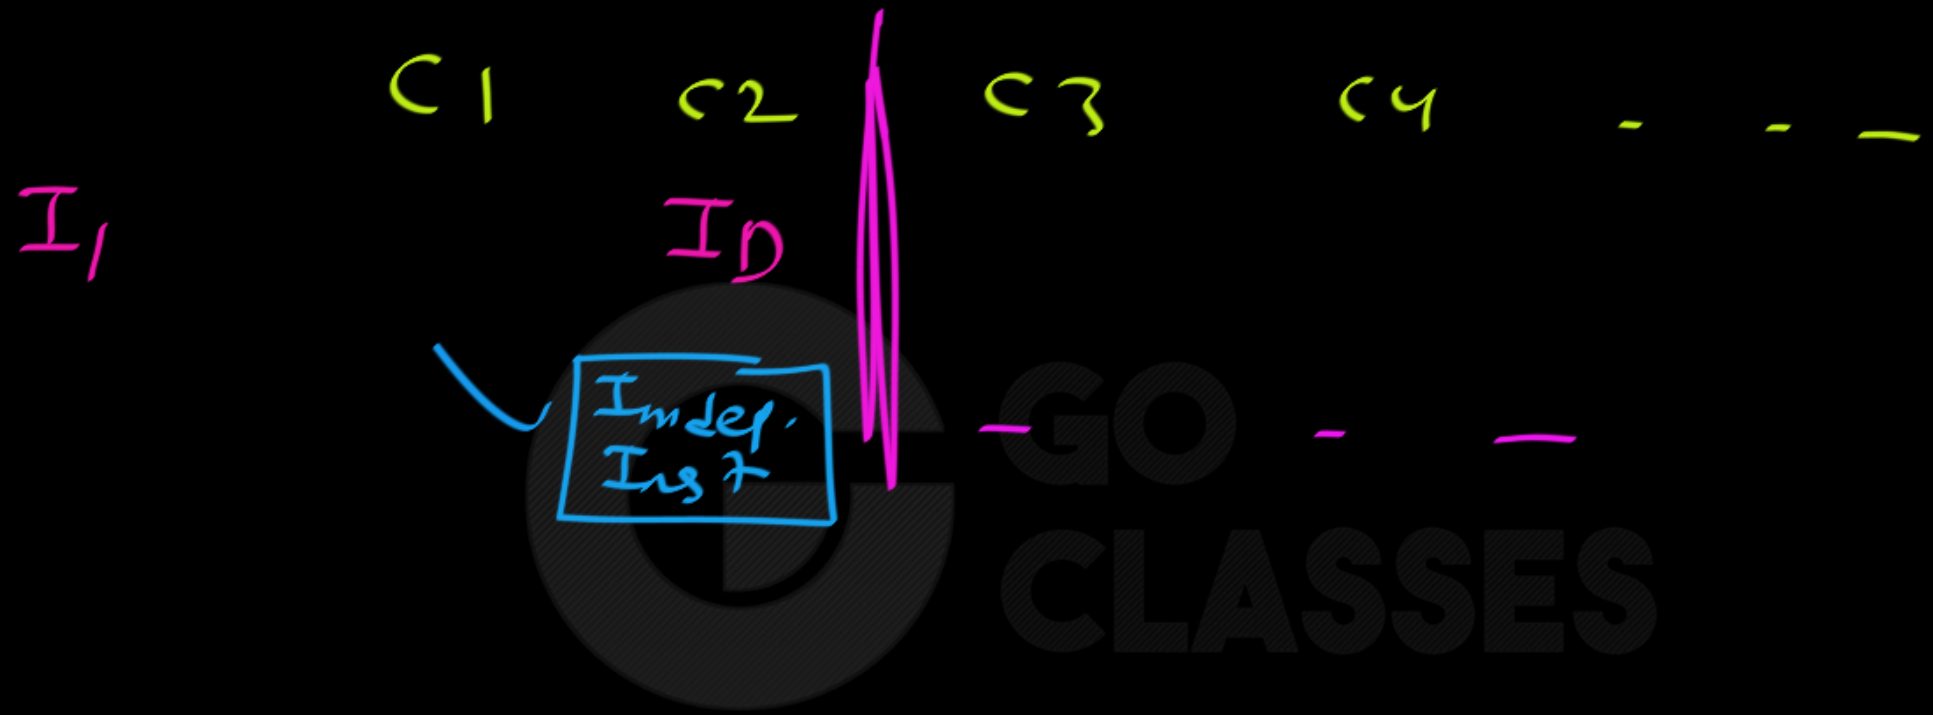 C1 C2 C3 C4 - - -
I1 ID
Indep.
Inst - - -
GO
CLASSES